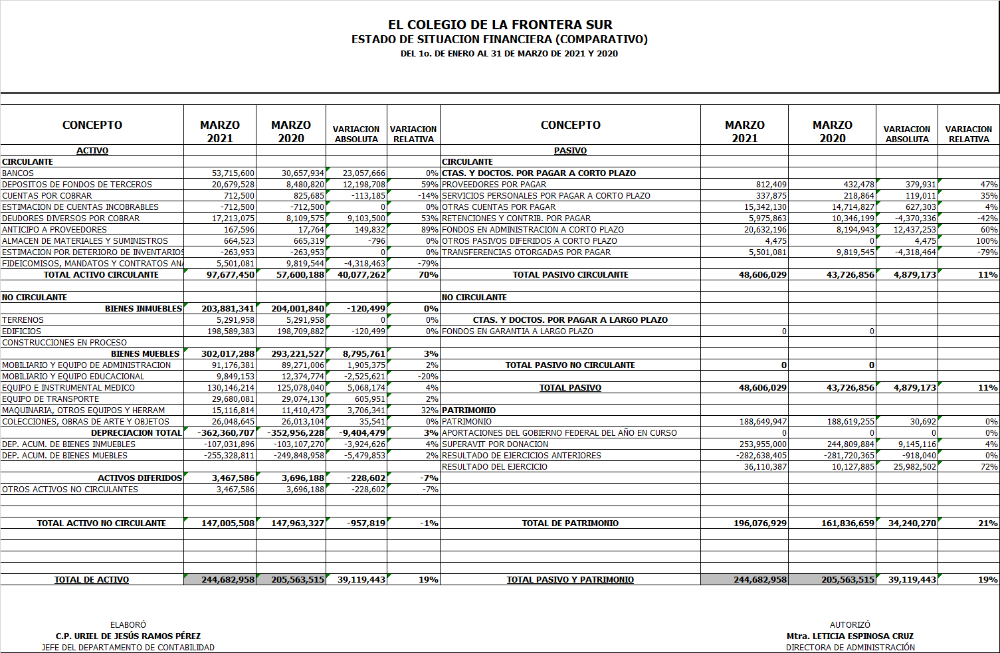 EL COLEGIO DE LA FRONTERA SUR
ESTADO DE SITUACION FINANCIERA (COMPARATIVO)
DEL 1o. DE ENERO AL 31 DE MARZO DE 2021 Y 2020
CONCEPTO MARZO 2021 MARZO 2020 VARIACION ABSOLUTA VARIACION RELATIVA CONCEPTO MARZO 2021 MARZO 2020 VARIACION ABSOLUTA VARIACION RELATIVA
ACTIVO PASIVO
CIRCULANTE CIRCULANTE
BANCOS 53,715,600 30,657,934 23,057,666 0% CTAS. Y DOCTOS. POR PAGAR A CORTO PLAZO
DEPOSITOS DE FONDOS DE TERCEROS 20,679,528 8,480,820 12,198,708 59% PROVEEDORES POR PAGAR 812,409 432,478 379,931 47%
CUENTAS POR COBRAR 712,500 825,685 -113,185 -14% SERVICIOS PERSONALES POR PAGAR A CORTO PLAZO 337,875 218,864 119,011 35%
ESTIMACION DE CUENTAS INCOBRABLES -712,500 -712,500 0 0% OTRAS CUENTAS POR PAGAR 15,342,130 14,714,827 627,303 4%
DEUDORES DIVERSOS POR COBRAR 17,213,075 8,109,575 9,103,500 53% RETENCIONES Y CONTRIB. POR PAGAR 5,975,863 10,346,199 -4,370,336 -42%
ANTICIPO A PROVEEDORES 167,596 17,764 149,832 89% FONDOS EN ADMINISTRACION A CORTO PLAZO 20,632,196 8,194,943 12,437,253 60%
ALMACEN DE MATERIALES Y SUMINISTROS 664,523 665,319 -796 0% OTROS PASIVOS DIFERIDOS A CORTO PLAZO 4,475 0 4,475 100%
ESTIMACION POR DETERIORO DE INVENTARIOS -263,953 -263,953 0 0% TRANSFERENCIAS OTORGADAS POR PAGAR 5,501,081 9,819,545 -4,318,464 -79%
FIDEICOMISOS, MANDATOS Y CONTRATOS ANA 5,501,081 9,819,544 -4,318,463 -79%
TOTAL ACTIVO CIRCULANTE 97,677,450 57,600,188 40,077,262 70% TOTAL PASIVO CIRCULANTE 48,606,029 43,726,856 4,879,173 11%
NO CIRCULANTE NO CIRCULANTE
BIENES INMUEBLES 203,881,341 204,001,840 -120,499 0%
TERRENOS 5,291,958 5,291,958 0 0% CTAS. Y DOCTOS. POR PAGAR A LARGO PLAZO
EDIFICIOS 198,589,383 198,709,882 -120,499 0% FONDOS EN GARANTIA A LARGO PLAZO 0 0
CONSTRUCCIONES EN PROCESO
BIENES MUEBLES 302,017,288 293,221,527 8,795,761 3%
MOBILIARIO Y EQUIPO DE ADMINISTRACION 91,176,381 89,271,006 1,905,375 2% TOTAL PASIVO NO CIRCULANTE 0 0
MOBILIARIO Y EQUIPO EDUCACIONAL 9,849,153 12,374,774 -2,525,621 -20%
EQUIPO E INSTRUMENTAL MEDICO 130,146,214 125,078,040 5,068,174 4% TOTAL PASIVO 48,606,029 43,726,856 4,879,173 11%
EQUIPO DE TRANSPORTE 29,680,081 29,074,130 605,951 2%
MAQUINARIA, OTROS EQUIPOS Y HERRAM 15,116,814 11,410,473 3,706,341 32% PATRIMONIO
COLECCIONES, OBRAS DE ARTE Y OBJETOS 26,048,645 26,013,104 35,541 0% PATRIMONIO 188,649,947 188,619,255 30,692 0%
DEPRECIACION TOTAL -362,360,707 -352,956,228 -9,404,479 3% APORTACIONES DEL GOBIERNO FEDERAL DEL AÑO EN CURSO 0 0 0 0%
DEP. ACUM. DE BIENES INMUEBLES -107,031,896 -103,107,270 -3,924,626 4% SUPERAVIT POR DONACION 253,955,000 244,809,884 9,145,116 4%
DEP. ACUM. DE BIENES MUEBLES -255,328,811 -249,848,958 -5,479,853 2% RESULTADO DE EJERCICIOS ANTERIORES -282,638,405 -281,720,365 -918,040 0%
RESULTADO DEL EJERCICIO 36,110,387 10,127,885 25,982,502 72%
ACTIVOS DIFERIDOS 3,467,586 3,696,188 -228,602 -7%
OTROS ACTIVOS NO CIRCULANTES 3,467,586 3,696,188 -228,602 -7%
TOTAL ACTIVO NO CIRCULANTE 147,005,508 147,963,327 -957,819 -1% TOTAL DE PATRIMONIO 196,076,929 161,836,659 34,240,270 21%
TOTAL DE ACTIVO 244,682,958 205,563,515 39,119,443 19% TOTAL PASIVO Y PATRIMONIO 244,682,958 205,563,515 39,119,443 19%
ELABORÓ AUTORIZÓ
C.P. URIEL DE JESÚS RAMOS PÉREZ Mtra. LETICIA ESPINOSA CRUZ
JEFE DEL DEPARTAMENTO DE CONTABILIDAD DIRECTORA DE ADMINISTRACIÓN